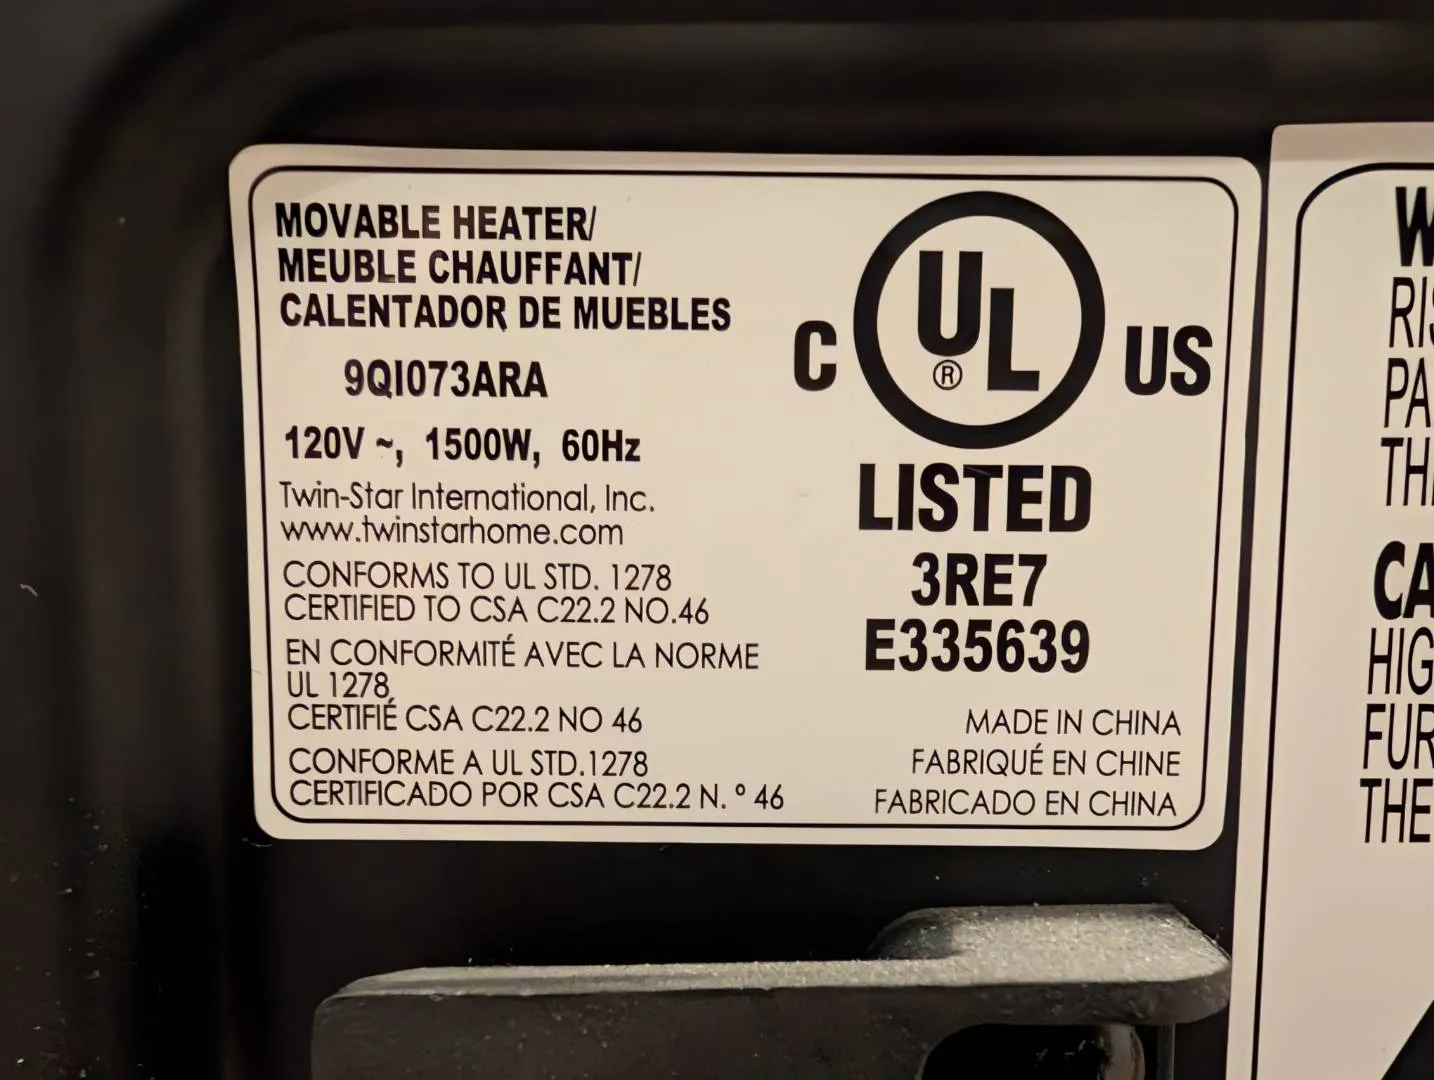 MOVABLE HEATER/
MEUBLE CHAUFFANT/
CALENTADOR DE MUEBLES
9QI073ARA
120V ~, 1500W, 60Hz
Twin-Star International, Inc.
www.twinstarhome.com
CONFORMS TO UL STD. 1278
CERTIFIED TO CSA C22.2 NO.46
EN CONFORMITÉ AVEC LA NORME
UL 1278
CERTIFIÉ CSA C22.2 NO 46
CONFORME A UL STD.1278
CERTIFICADO POR CSA C22.2 N. º 46
C UL® US
LISTED
3RE7
E335639
MADE IN CHINA
FABRIQUÉ EN CHINE
FABRICADO EN CHINA
THE